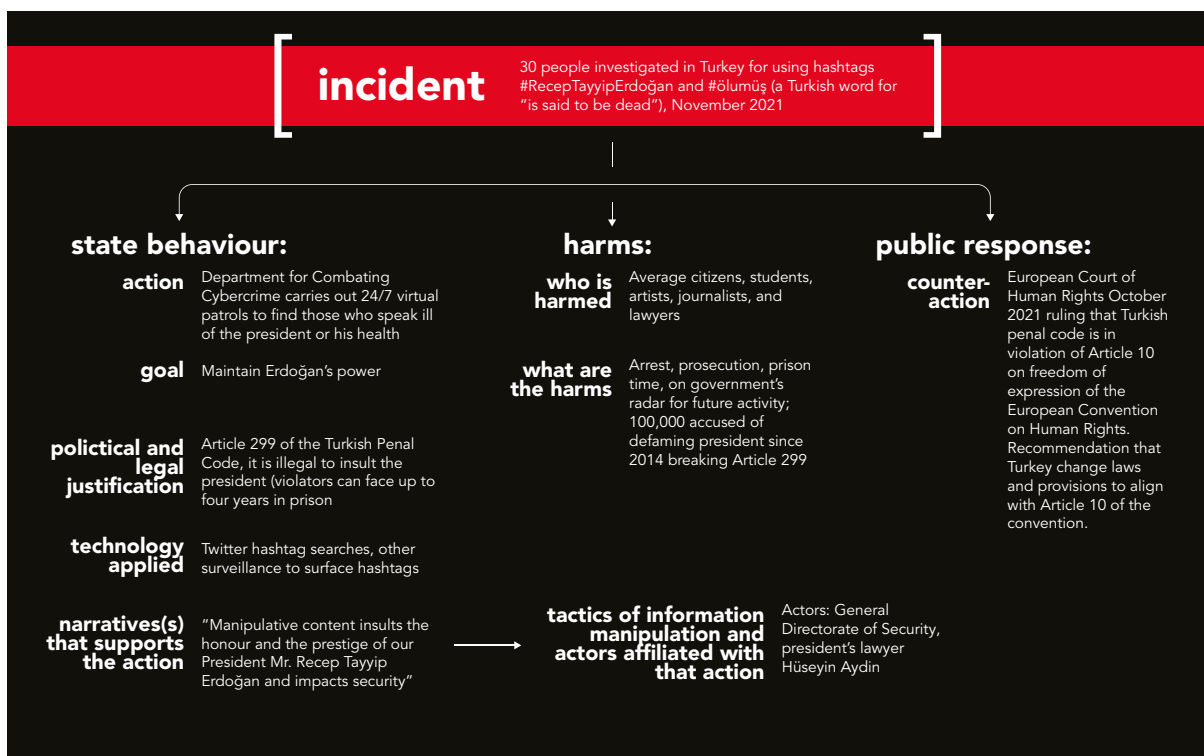 incident
30 people investigated in Turkey for using hashtags
#RecepTayyipErdoğan and #ölumüş (a Turkish word for
“is said to be dead”), November 2021
state behaviour:
action
Department for Combating
Cybercrime carries out 24/7 virtual
patrols to find those who speak ill
of the president or his health
goal
Maintain Erdoğan’s power
polictical and
legal
justification
Article 299 of the Turkish Penal
Code, it is illegal to insult the
president (violators can face up to
four years in prison
technology
applied
Twitter hashtag searches, other
surveillance to surface hashtags
narratives(s)
that supports
the action
“Manipulative content insults the
honour and the prestige of our
President Mr. Recep Tayyip
Erdoğan and impacts security”
harms:
who is
harmed
Average citizens, students,
artists, journalists, and
lawyers
what are
the harms
Arrest, prosecution, prison
time, on government’s
radar for future activity;
100,000 accused of
defaming president since
2014 breaking Article 299
tactics of information
manipulation and
actors affiliated with
that action
Actors: General
Directorate of Security,
president’s lawyer
Hüseyin Aydin
public response:
counter-
action
European Court of
Human Rights October
2021 ruling that Turkish
penal code is in
violation of Article 10
on freedom of
expression of the
European Convention
on Human Rights.
Recommendation that
Turkey change laws
and provisions to align
with Article 10 of the
convention.